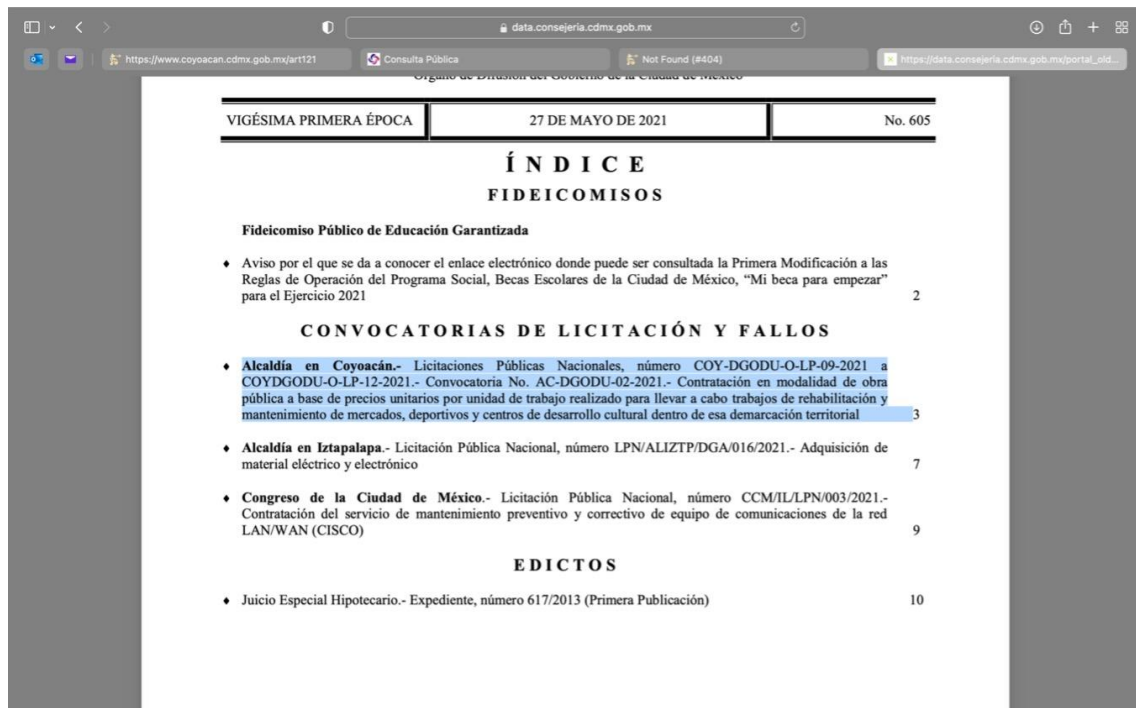 data.consejeria.cdmx.gob.mx
https://www.coyoacan.cdmx.gob.mx/art121
Consulta Pública
Not Found (#404)
https://data.consejeria.cdmx.gob.mx/portal_old...
Órgano de Difusión del Gobierno de la Ciudad de México
VIGÉSIMA PRIMERA ÉPOCA 27 DE MAYO DE 2021 No. 605
ÍNDICE
FIDEICOMISOS
Fideicomiso Público de Educación Garantizada
♦ Aviso por el que se da a conocer el enlace electrónico donde puede ser consultada la Primera Modificación a las
Reglas de Operación del Programa Social, Becas Escolares de la Ciudad de México, “Mi beca para empezar”
para el Ejercicio 2021 2
CONVOCATORIAS DE LICITACIÓN Y FALLOS
♦ Alcaldía en Coyoacán.- Licitaciones Públicas Nacionales, número COY-DGODU-O-LP-09-2021 a
COYDGODU-O-LP-12-2021.- Convocatoria No. AC-DGODU-02-2021.- Contratación en modalidad de obra
pública a base de precios unitarios por unidad de trabajo realizado para llevar a cabo trabajos de rehabilitación y
mantenimiento de mercados, deportivos y centros de desarrollo cultural dentro de esa demarcación territorial 3
♦ Alcaldía en Iztapalapa.- Licitación Pública Nacional, número LPN/ALIZTP/DGA/016/2021.- Adquisición de
material eléctrico y electrónico 7
♦ Congreso de la Ciudad de México.- Licitación Pública Nacional, número CCM/IL/LPN/003/2021.-
Contratación del servicio de mantenimiento preventivo y correctivo de equipo de comunicaciones de la red
LAN/WAN (CISCO) 9
EDICTOS
♦ Juicio Especial Hipotecario.- Expediente, número 617/2013 (Primera Publicación) 10